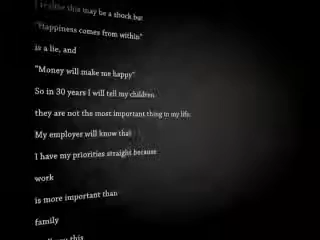 I realize this may be a shock but
"Happiness comes from within"
is a lie, and
"Money will make me happy"
So in 30 years I will tell my children
they are not the most important thing in my life:
My employer will know that
I have my priorities straight because
work
is more important than
family
this